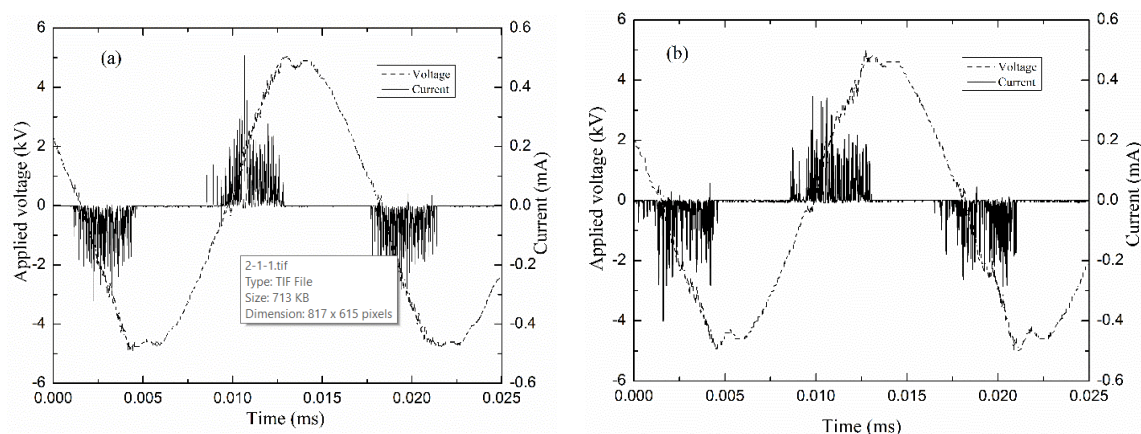 (a)
Voltage
Current
Applied voltage (kV)
6
4
2
0
-2
-4
-6
0.6
0.4
0.2
0.0
-0.2
-0.4
-0.6
Current (mA)
2-1-1.tif
Type: TIF File
Size: 713 KB
Dimension: 817 x 615 pixels
0.000 0.005 0.010 0.015 0.020 0.025
Time (ms)
(b)
Voltage
Current
Applied voltage (kV)
6
4
2
0
-2
-4
-6
0.6
0.4
0.2
0.0
-0.2
-0.4
-0.6
Current (mA)
0.000 0.005 0.010 0.015 0.020 0.025
Time (ms)